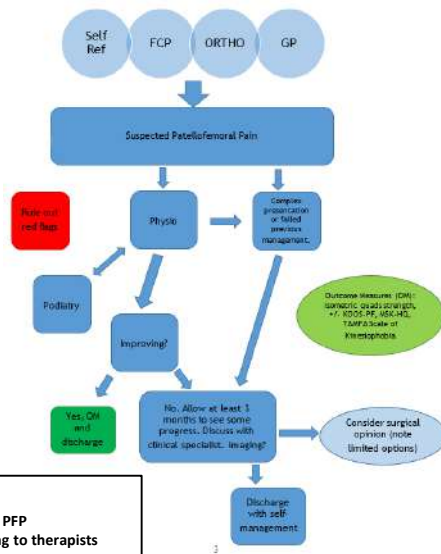 Self
Ref
FCP
ORTHO
GP
Suspected Patellofemoral Pain
Rule out
red flags
Physio
Complex
presentation
or failed
previous
management.
Podiatry
Outcome Measures (OM):
Isometric quads strength,
+/- KOOS-PF, MSK-HQ,
TAMPA Scale of
Kinesiophobia
Improving?
Yes, OM
and
discharge
No. Allow at least 3
months to see some
progress. Discuss with
clinical specialist. Imaging?
Consider surgical
opinion (note
limited options)
Discharge
with self
management
PFP
ng to therapists
3